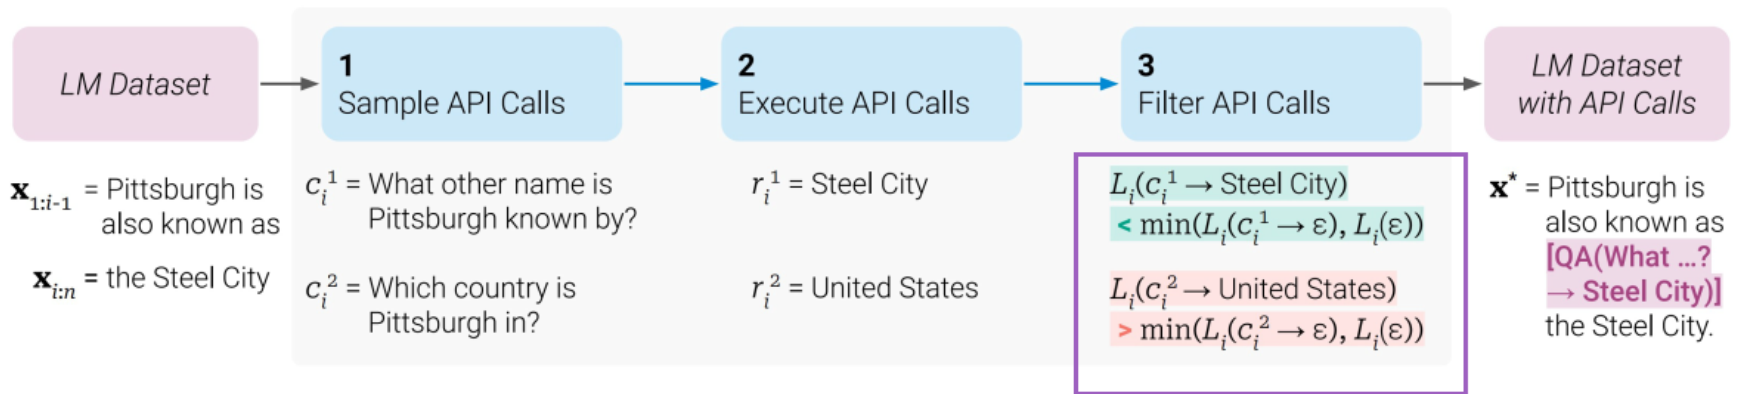 LM Dataset
1
Sample API Calls
2
Execute API Calls
3
Filter API Calls
LM Dataset
with API Calls
x1:i-1 = Pittsburgh is
also known as
xi:n = the Steel City
ci1 = What other name is
Pittsburgh known by?
ci2 = Which country is
Pittsburgh in?
ri1 = Steel City
ri2 = United States
Li(ci1 → Steel City)
< min(Li(ci1 → ε), Li(ε))
Li(ci2 → United States)
> min(Li(ci2 → ε), Li(ε))
x* = Pittsburgh is
also known as
[QA(What ...?
→ Steel City)]
the Steel City.